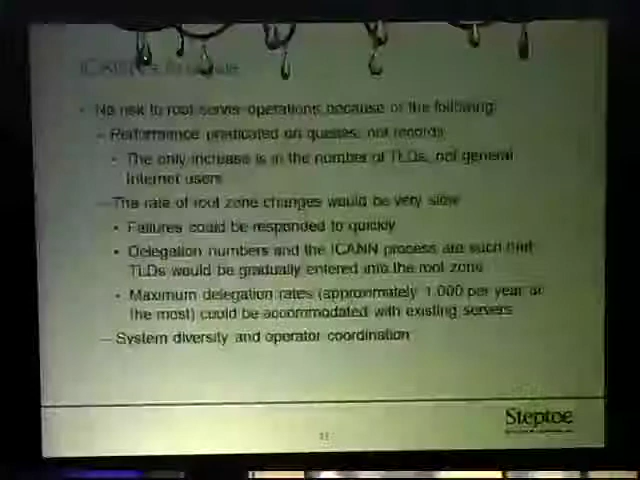 No risk to root server operations because of the following:
– Performance predicated on queries, not records
• The only increase is in the number of TLDs, not general
Internet users
– The rate of root zone changes would be very slow
• Failures could be responded to quickly
• Delegation numbers and the ICANN process are such that
TLDs would be gradually entered into the root zone
• Maximum delegation rates (approximately 1,000 per year at
the most) could be accommodated with existing servers
– System diversity and operator coordination
Steptoe